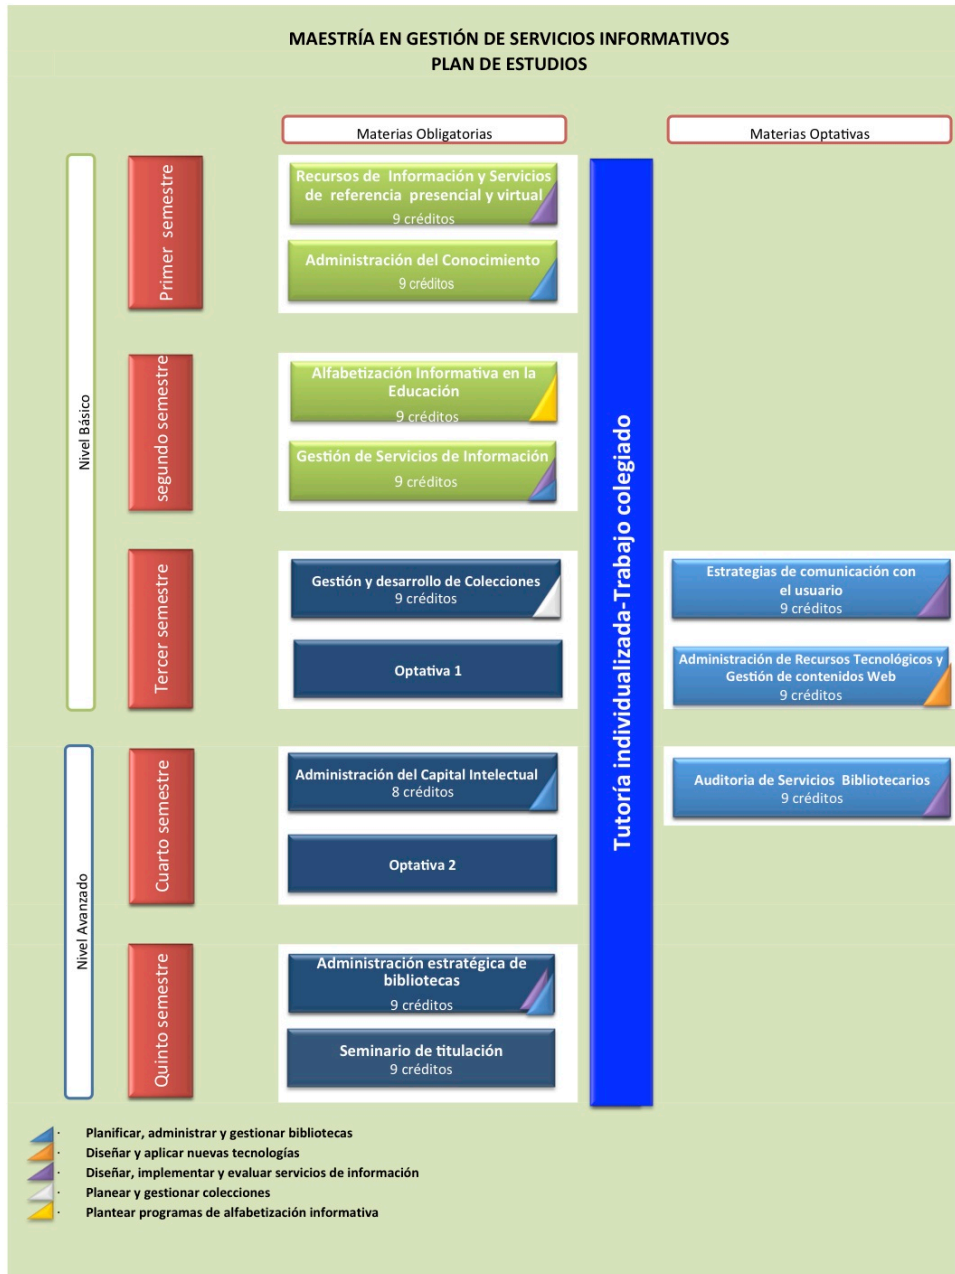 MAESTRÍA EN GESTIÓN DE SERVICIOS INFORMATIVOS
PLAN DE ESTUDIOS
Materias Obligatorias
Materias Optativas
Nivel Básico
Primer semestre
Recursos de Información y Servicios
de referencia presencial y virtual
9 créditos
Administración del Conocimiento
9 créditos
segundo semestre
Alfabetización Informativa en la
Educación
9 créditos
Gestión de Servicios de Información
9 créditos
Tercer semestre
Gestión y desarrollo de Colecciones
9 créditos
Optativa 1
Tutoría individualizada-Trabajo colegiado
Estrategias de comunicación con
el usuario
9 créditos
Administración de Recursos Tecnológicos y
Gestión de contenidos Web
9 créditos
Nivel Avanzado
Cuarto semestre
Administración del Capital Intelectual
8 créditos
Optativa 2
Auditoria de Servicios Bibliotecarios
9 créditos
Quinto semestre
Administración estratégica de
bibliotecas
9 créditos
Seminario de titulación
9 créditos
· Planificar, administrar y gestionar bibliotecas
· Diseñar y aplicar nuevas tecnologías
· Diseñar, implementar y evaluar servicios de información
· Planear y gestionar colecciones
· Plantear programas de alfabetización informativa